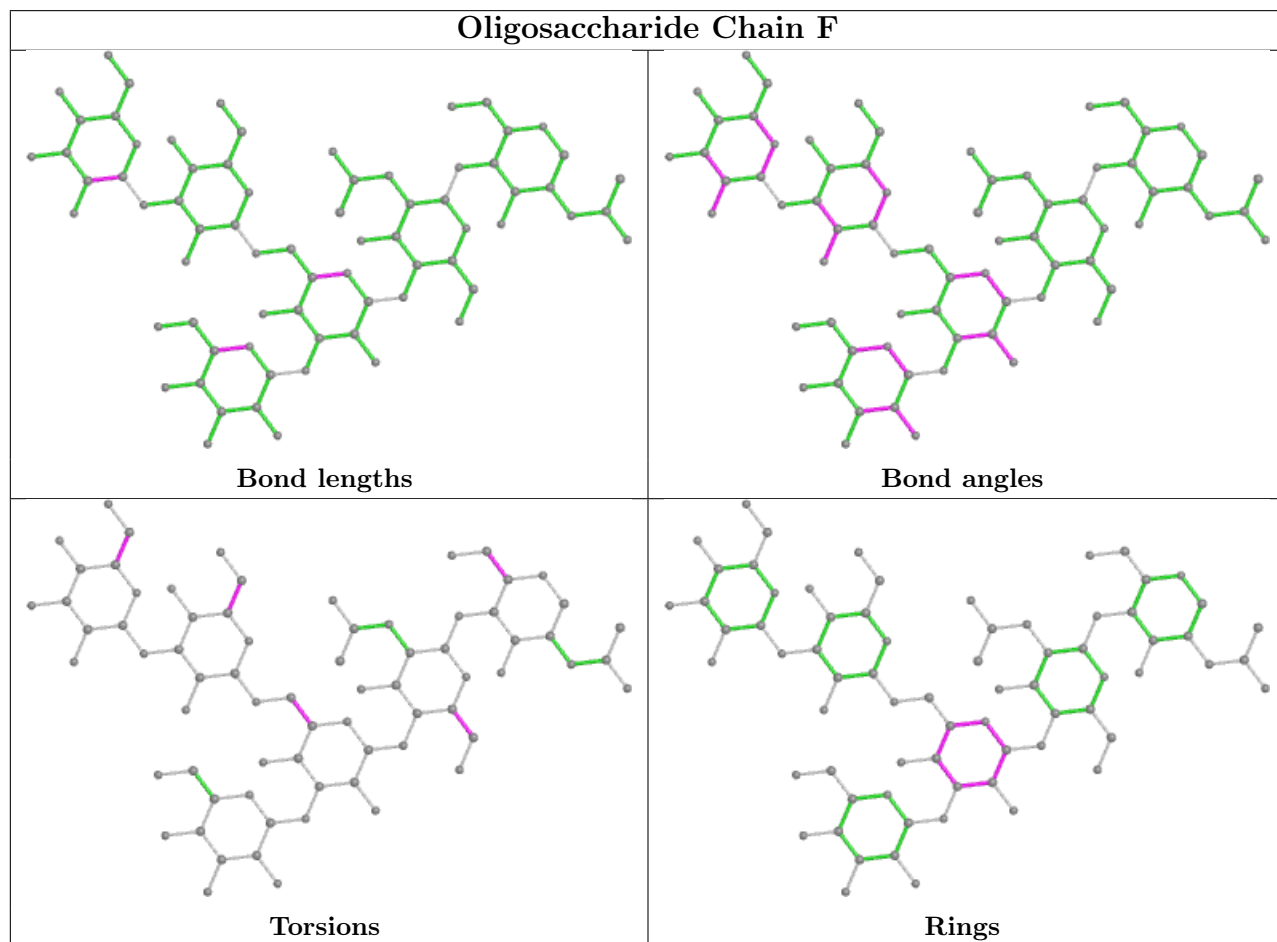 Oligosaccharide Chain F
Bond lengths
Bond angles
Torsions
Rings